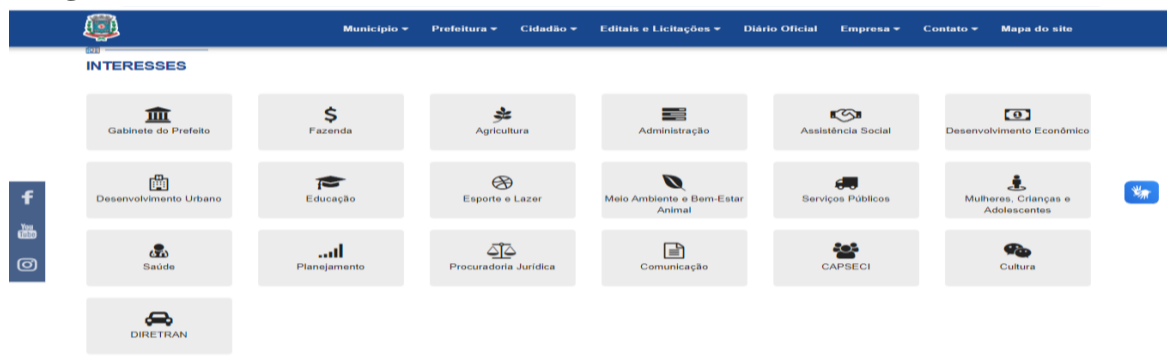 Município Prefeitura Cidadão Editais e Licitações Diário Oficial Empresa Contato Mapa do site
INTERESSES
Gabinete do Prefeito Fazenda Agricultura Administração Assistência Social Desenvolvimento Econômico
Desenvolvimento Urbano Educação Esporte e Lazer Meio Ambiente e Bem-Estar Animal Serviços Públicos Mulheres, Crianças e Adolescentes
You Tube
Saúde Planejamento Procuradoria Jurídica Comunicação CAPSECI Cultura
DIRETRAN